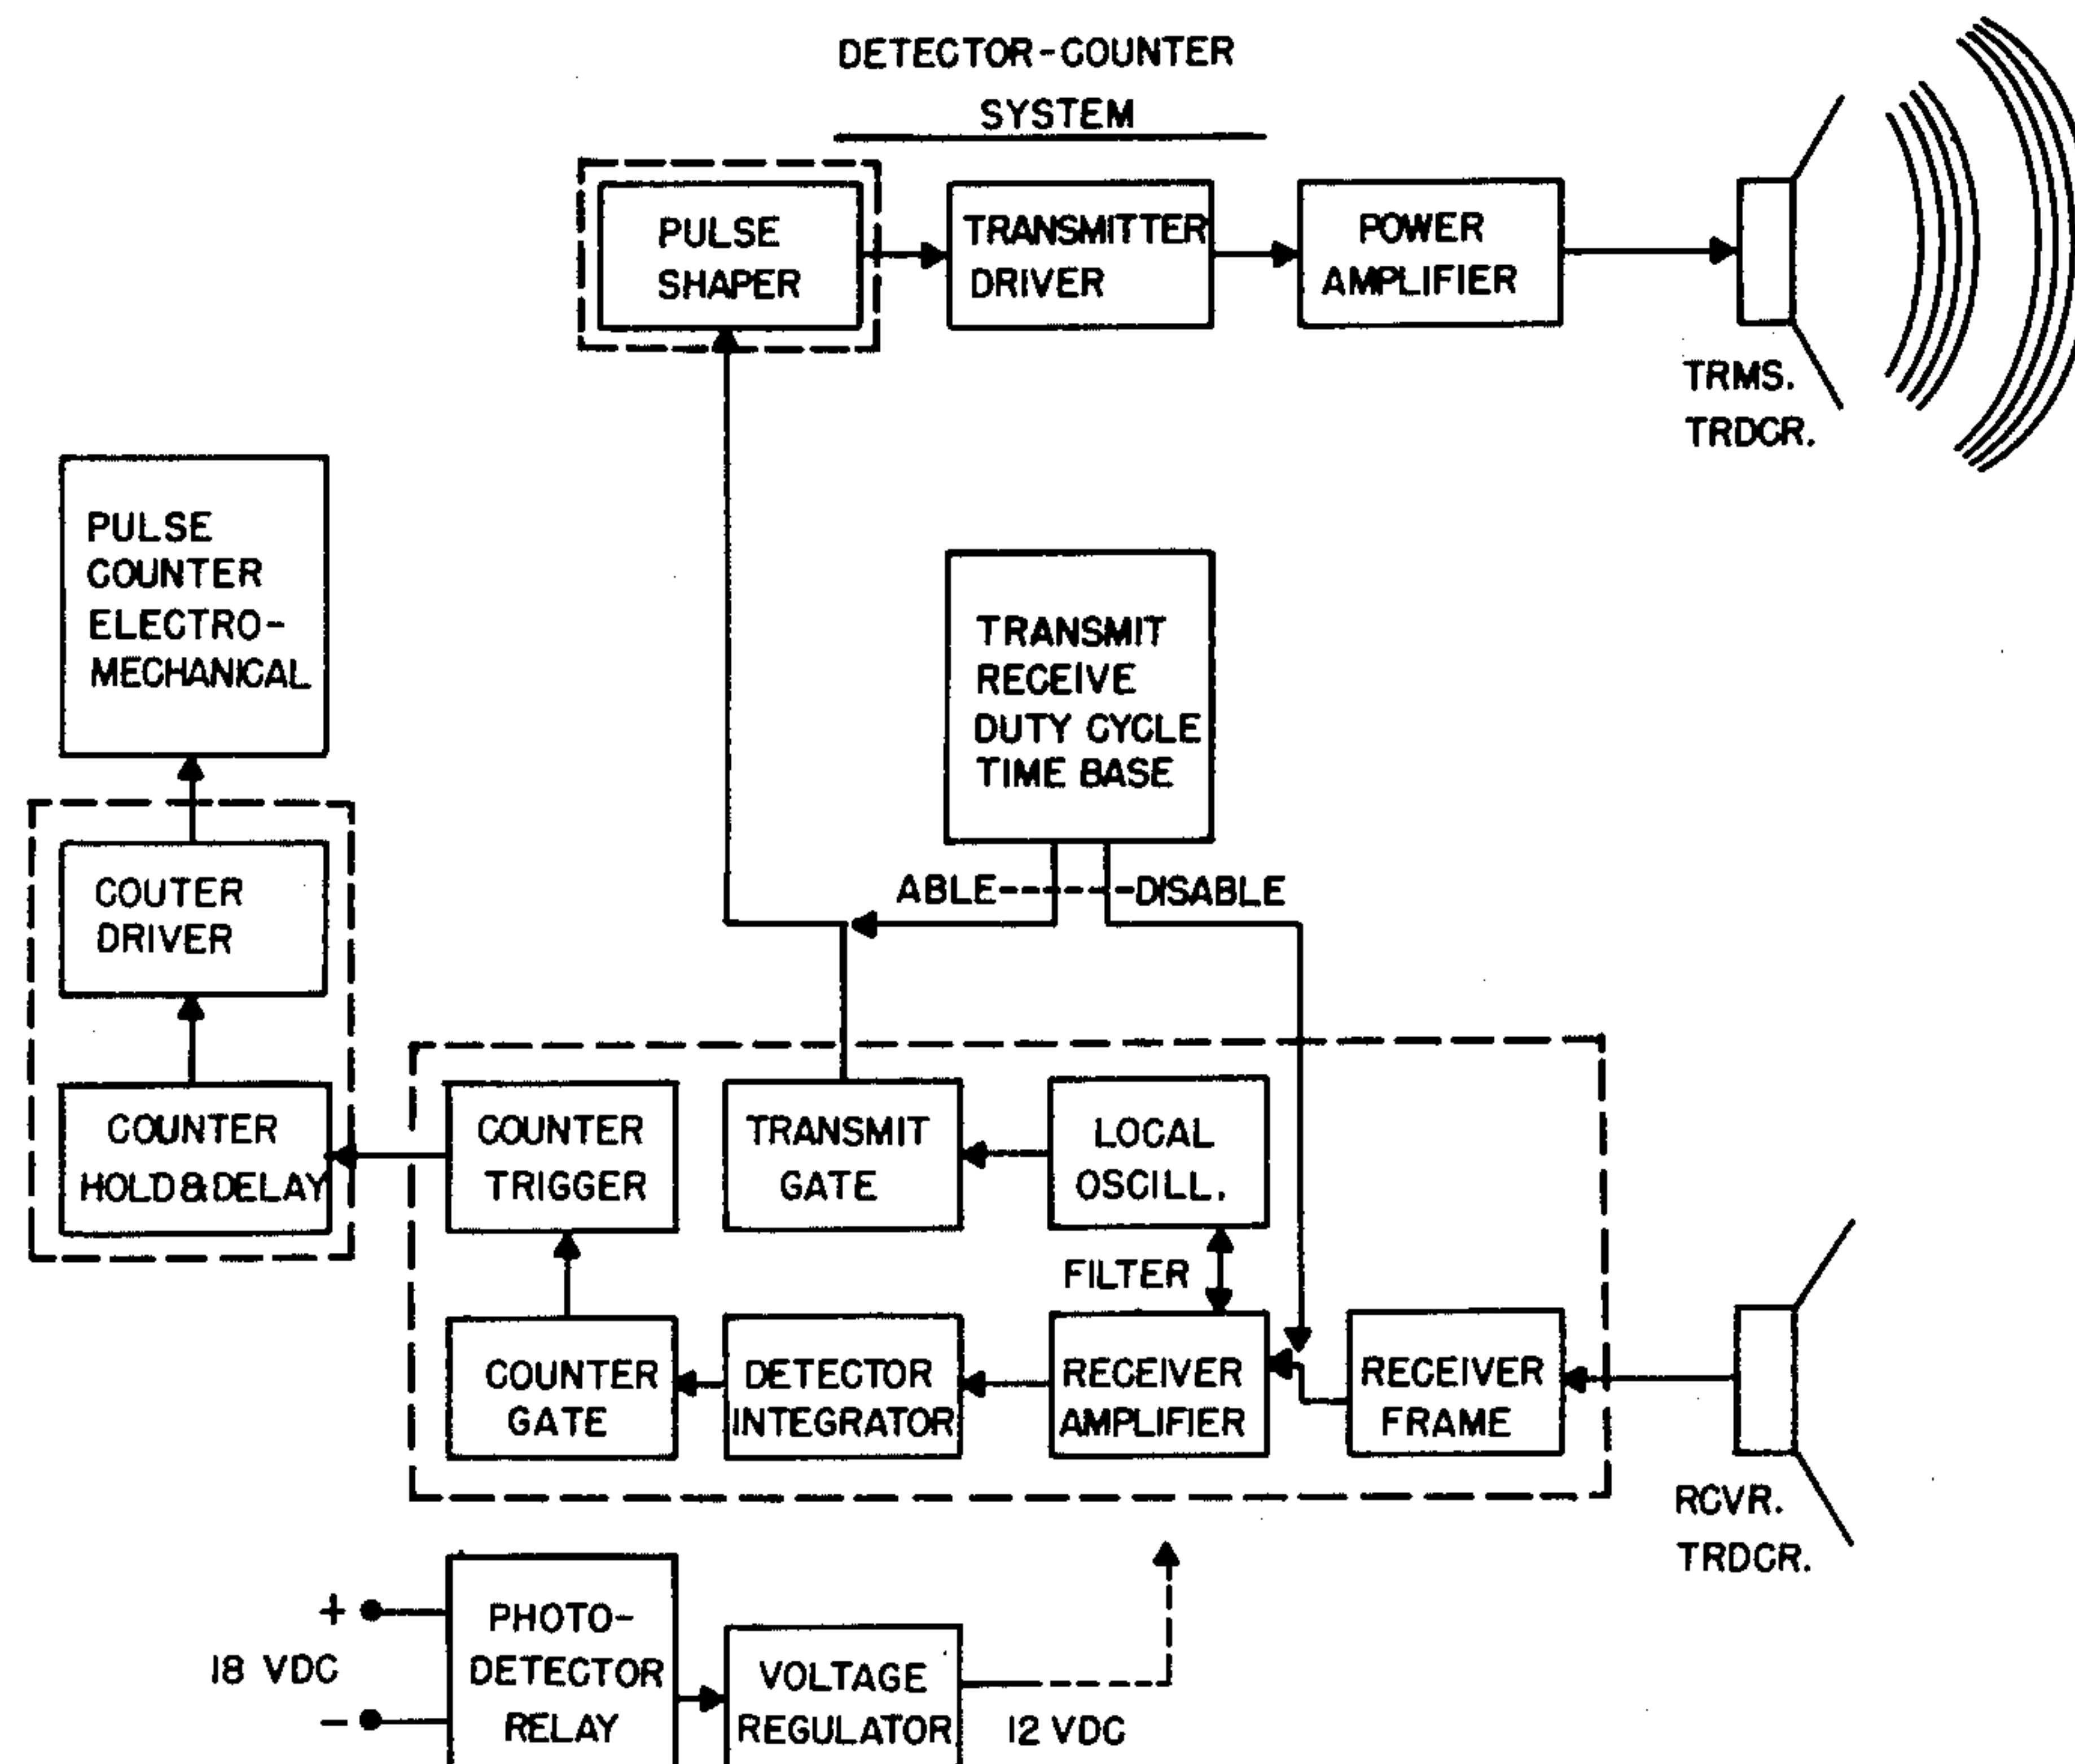 DETECTOR-COUNTER
SYSTEM
PULSE
SHAPER
TRANSMITTER
DRIVER
POWER
AMPLIFIER
TRMS.
TRDCR.
PULSE
COUNTER
ELECTRO-
MECHANICAL
TRANSMIT
RECEIVE
DUTY CYCLE
TIME BASE
ABLE
DISABLE
COUTER
DRIVER
COUNTER
HOLD & DELAY
COUNTER
TRIGGER
TRANSMIT
GATE
LOCAL
OSCILL.
FILTER
COUNTER
GATE
DETECTOR
INTEGRATOR
RECEIVER
AMPLIFIER
RECEIVER
FRAME
RCVR.
TRDCR.
+
18 VDC
-
PHOTO-
DETECTOR
RELAY
VOLTAGE
REGULATOR
12 VDC